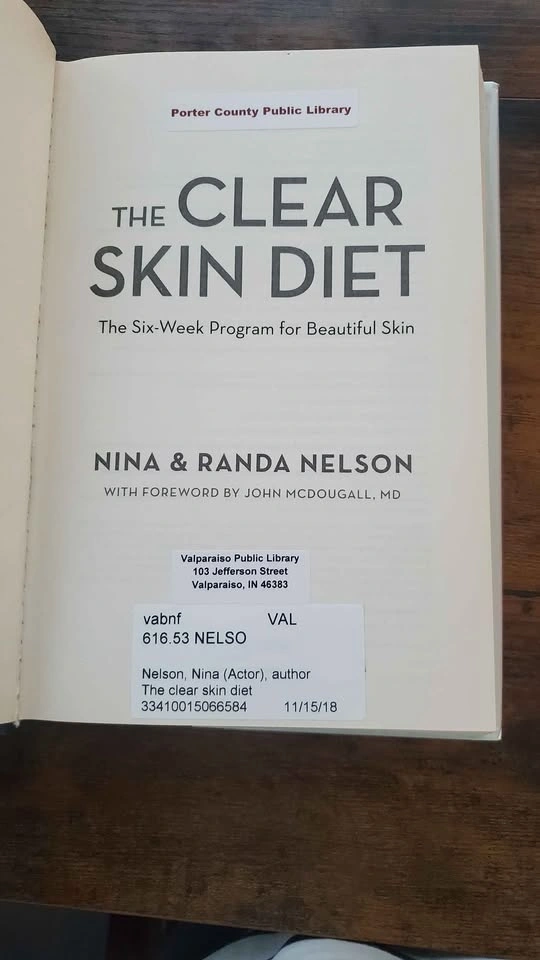 Porter County Public Library
THE CLEAR
SKIN DIET
The Six-Week Program for Beautiful Skin
NINA & RANDA NELSON
WITH FOREWORD BY JOHN MCDOUGALL, MD
Valparaiso Public Library
103 Jefferson Street
Valparaiso, IN 46383
vabnf VAL
616.53 NELSO
Nelson, Nina (Actor), author
The clear skin diet
33410015066584 11/15/18